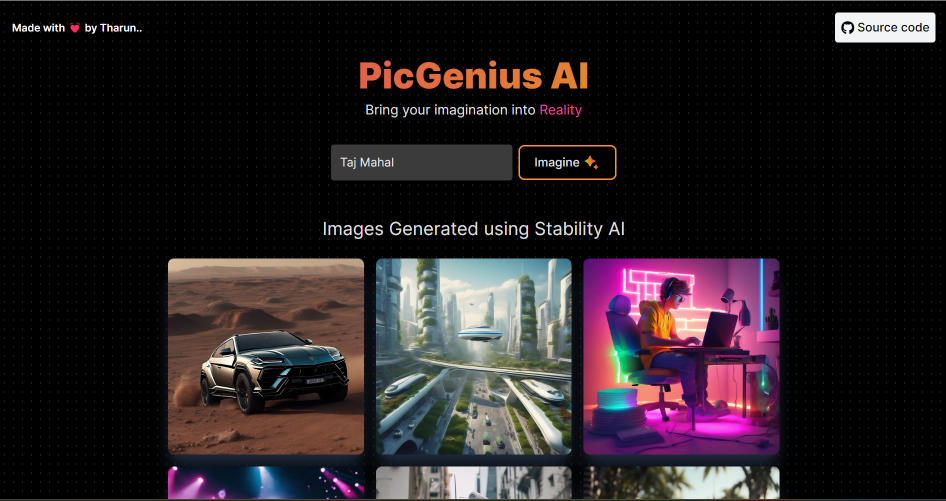 Made with ❤️ by Tharun..
Source code
PicGenius AI
Bring your imagination into Reality
Taj Mahal
Imagine ✨
Images Generated using Stability AI